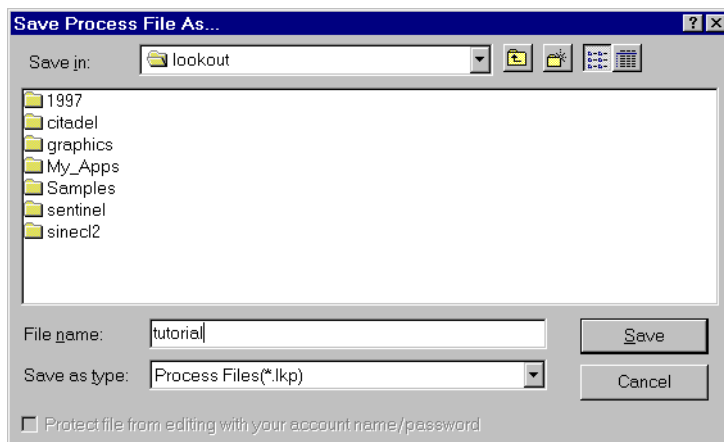 Save Process File As...
Save in: lookout
1997
citadel
graphics
My_Apps
Samples
sentinel
sinecl2
File name: tutorial Save
Save as type: Process Files(*.lkp) Cancel
Protect file from editing with your account name/password